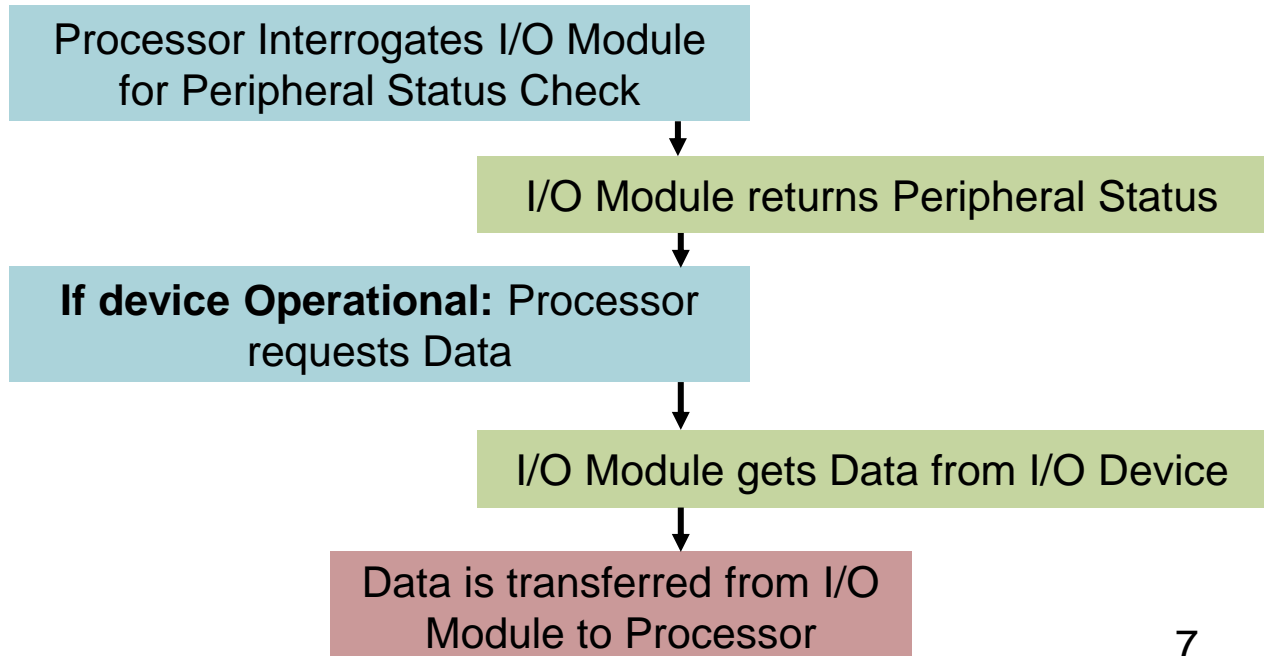 Processor Interrogates I/O Module
for Peripheral Status Check
I/O Module returns Peripheral Status
If device Operational: Processor
requests Data
I/O Module gets Data from I/O Device
Data is transferred from I/O
Module to Processor
7